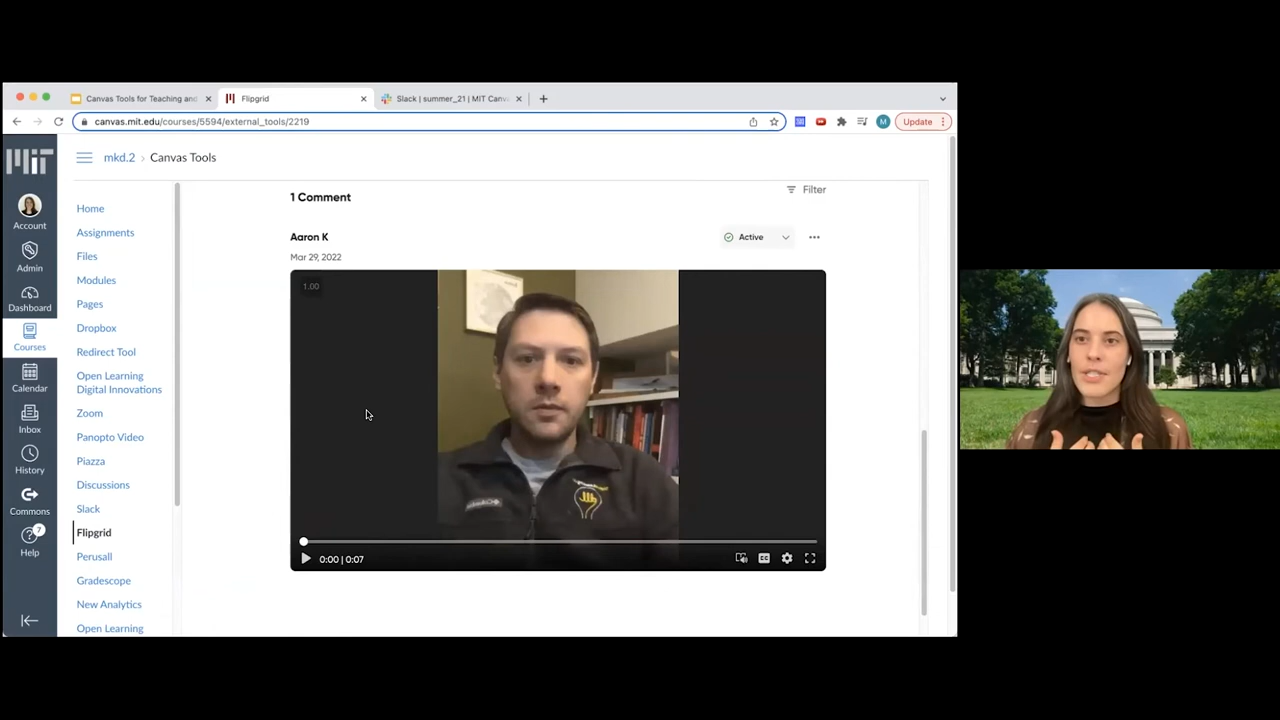 Canvas Tools for Teaching and
Flipgrid
Slack | summer_21 | MIT Canv
canvas.mit.edu/courses/5594/external_tools/2219
M
Update
MIT
mkd.2 › Canvas Tools
Account
Admin
Dashboard
Courses
Calendar
Inbox
History
Commons
7
Help
Home
Assignments
Files
Modules
Pages
Dropbox
Redirect Tool
Open Learning
Digital Innovations
Zoom
Panopto Video
Piazza
Discussions
Slack
Flipgrid
Perusall
Gradescope
New Analytics
Open Learning
1 Comment
Filter
Aaron K
Active
Mar 29, 2022
1.00
0:00 | 0:07
CC